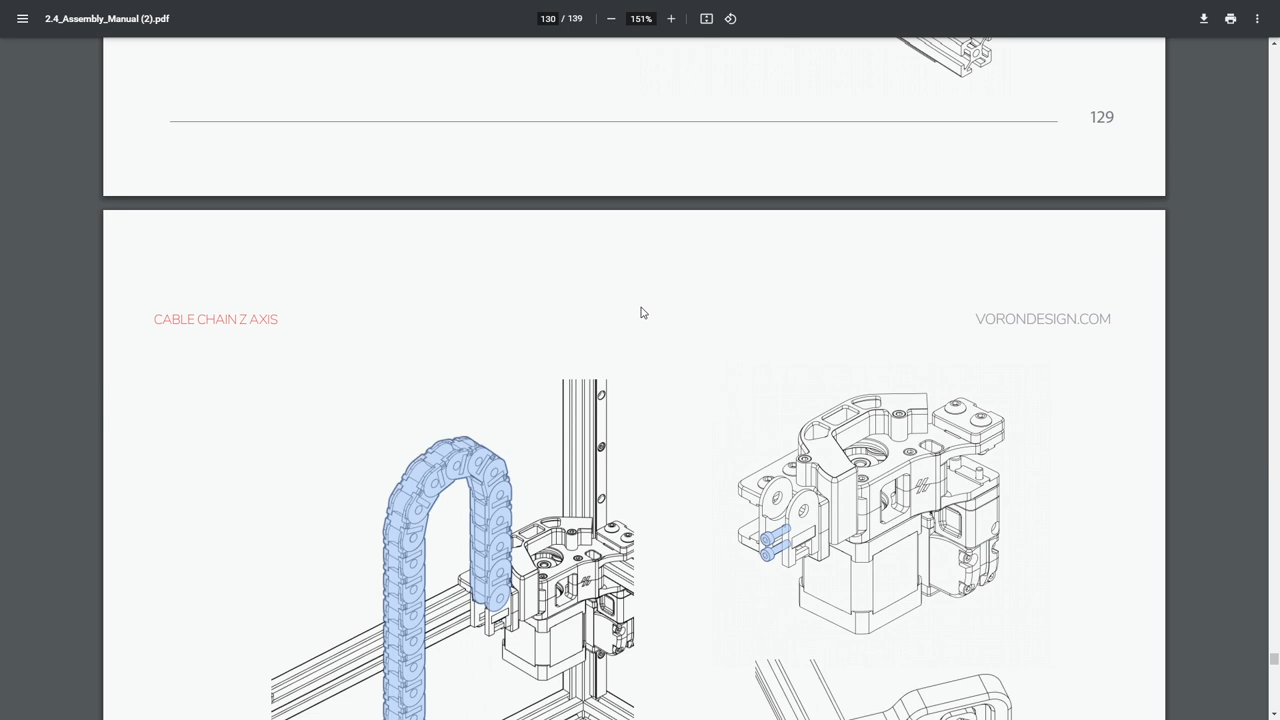 2.4_Assembly_Manual (2).pdf
130 / 139
151%
129
CABLE CHAIN Z AXIS
VORONDESIGN.COM